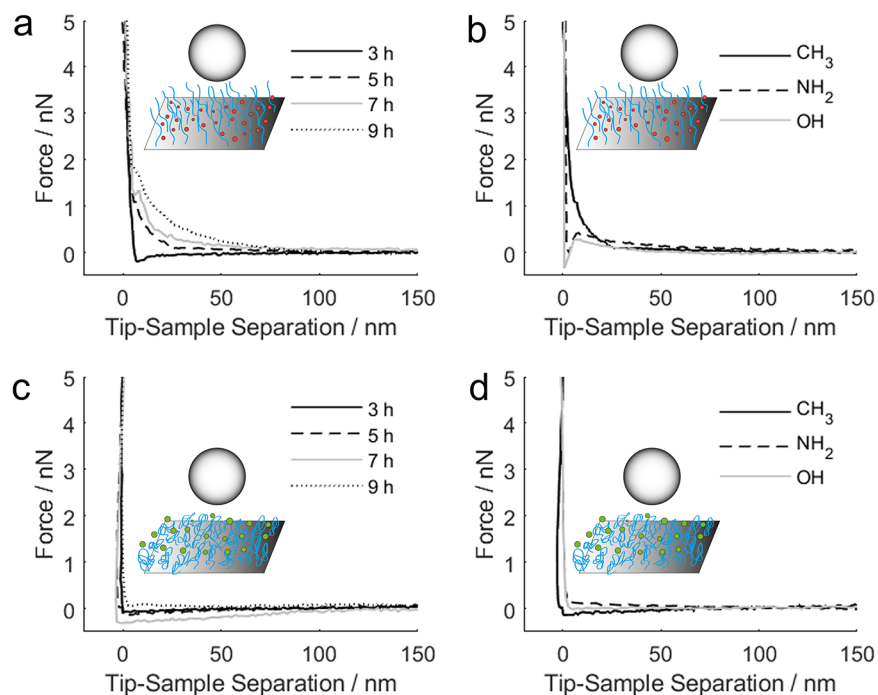 a
5
4
3
2
1
0
Force / nN
3 h
5 h
7 h
9 h
0 50 100 150
Tip-Sample Separation / nm
b
5
4
3
2
1
0
Force / nN
CH3
NH2
OH
0 50 100 150
Tip-Sample Separation / nm
c
5
4
3
2
1
0
Force / nN
3 h
5 h
7 h
9 h
0 50 100 150
Tip-Sample Separation / nm
d
5
4
3
2
1
0
Force / nN
CH3
NH2
OH
0 50 100 150
Tip-Sample Separation / nm